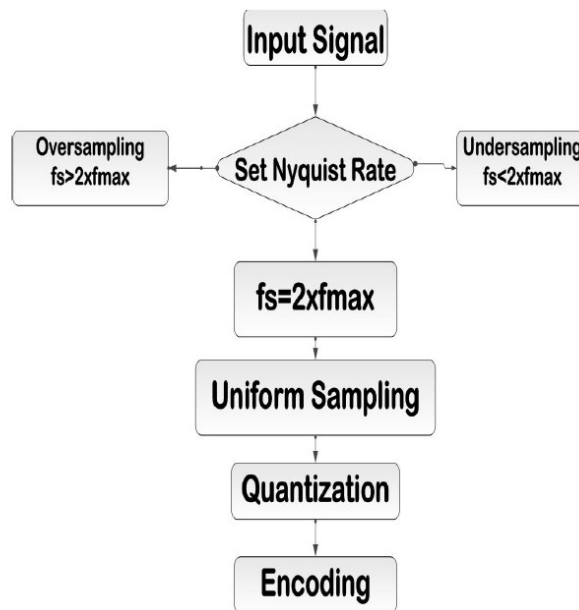 Input Signal
Oversampling
fs>2xfmax
Set Nyquist Rate
Undersampling
fs<2xfmax
fs=2xfmax
Uniform Sampling
Quantization
Encoding